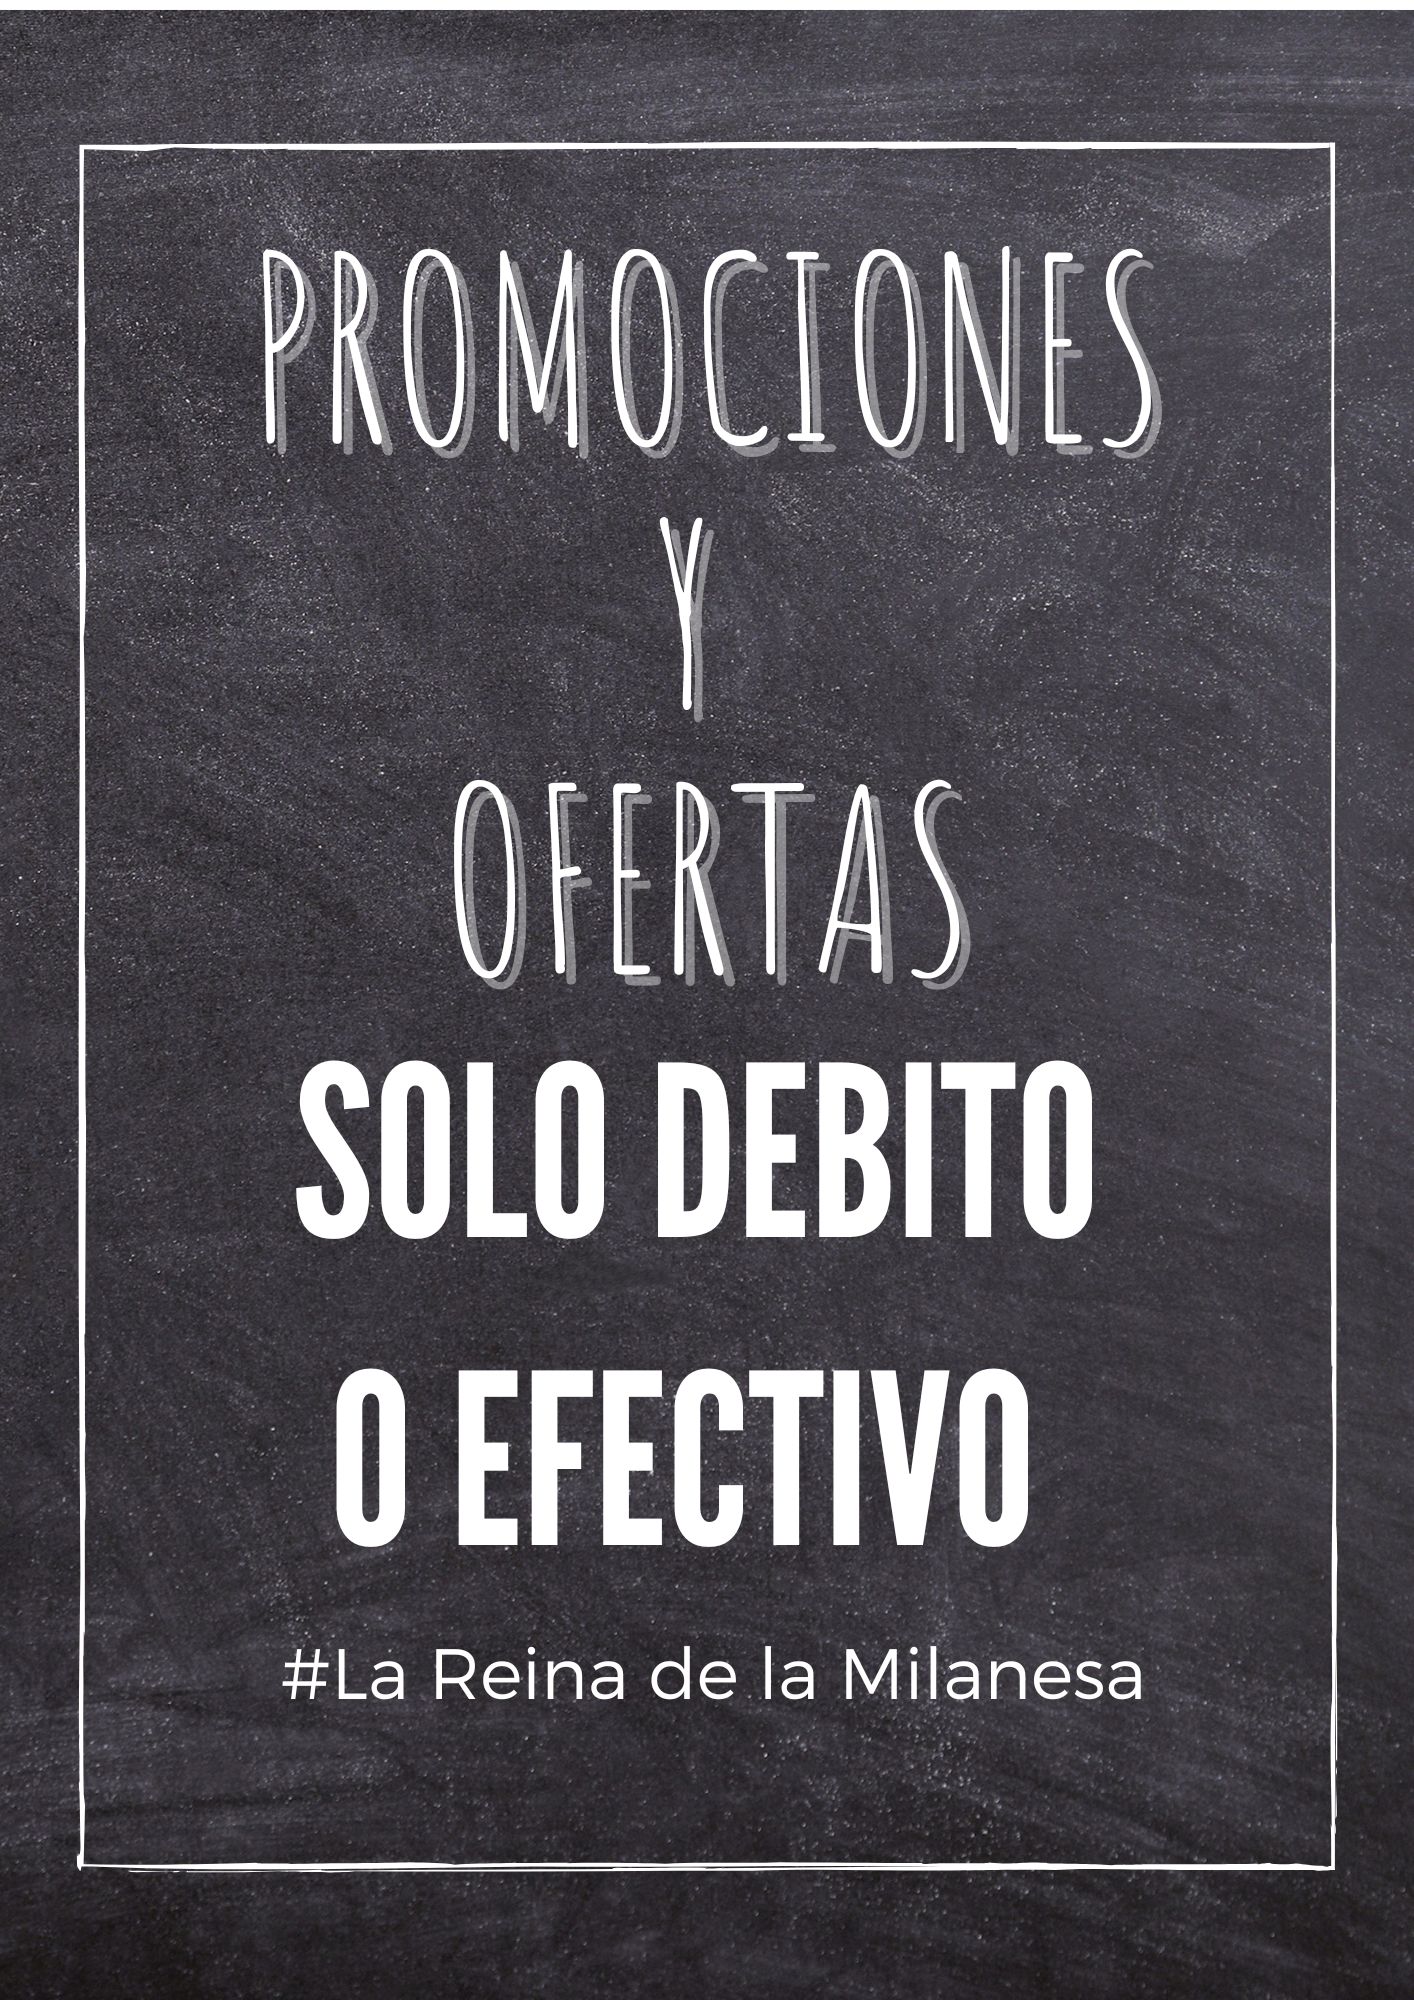 PROMOCIONES
Y
OFERTAS
SOLO DEBITO
O EFECTIVO
#La Reina de la Milanesa